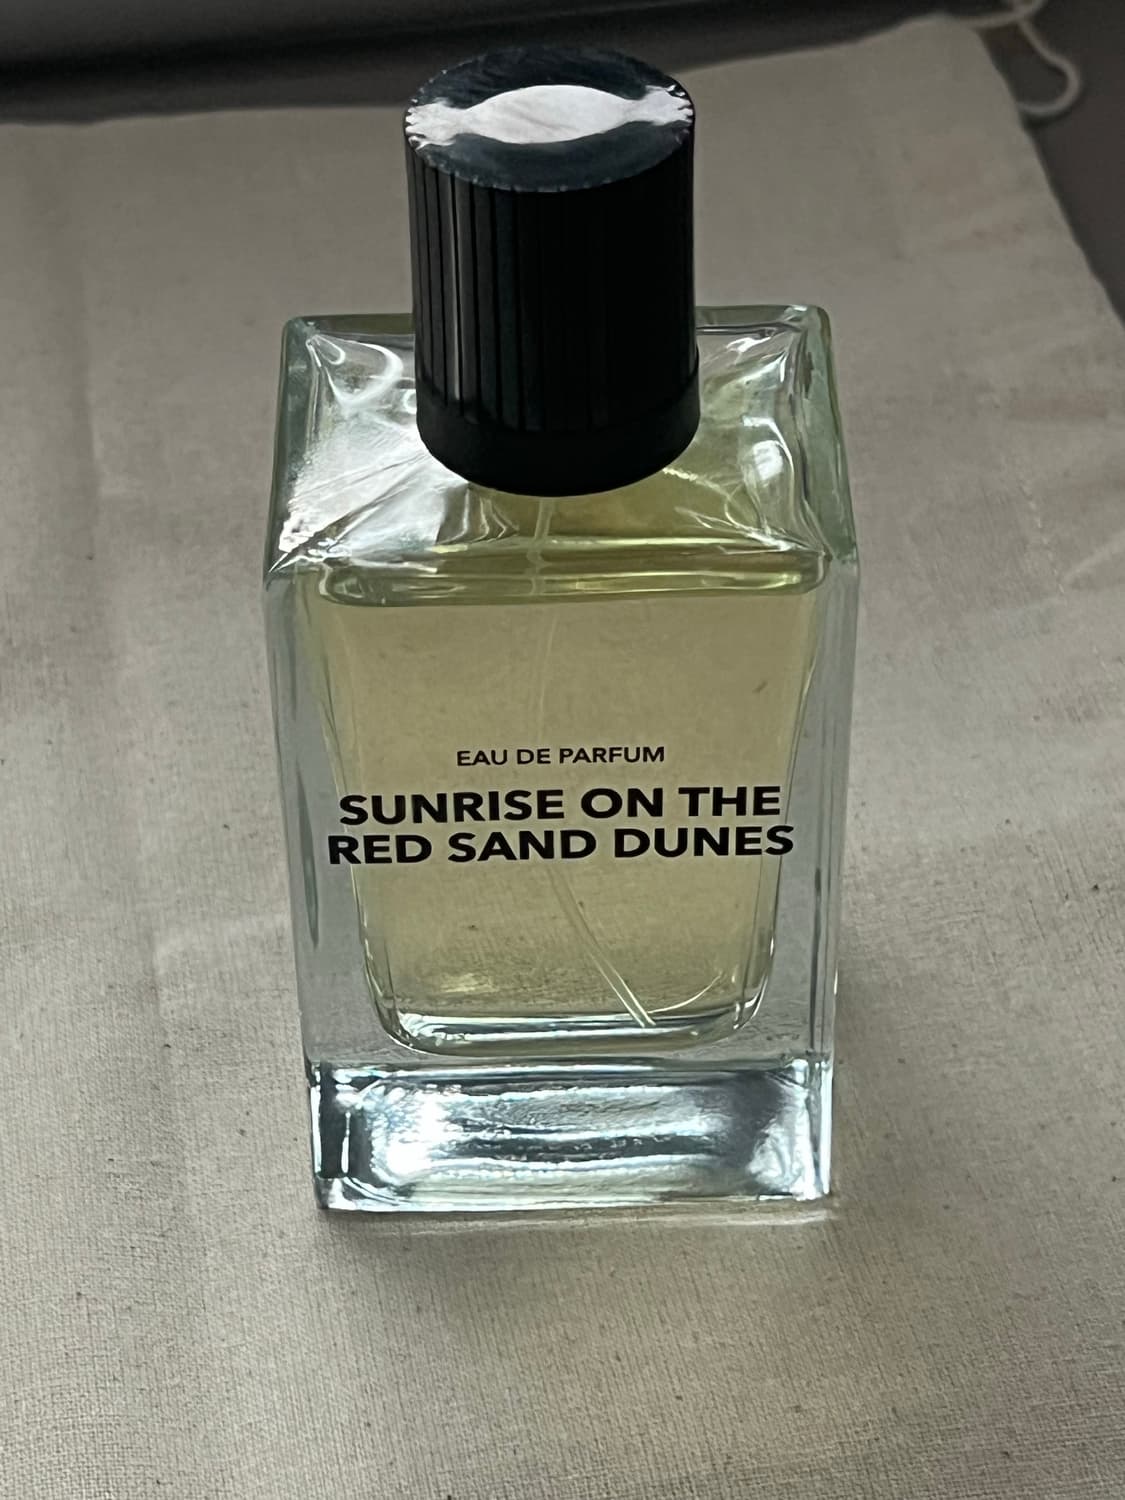 EAU DE PARFUM
SUNRISE ON THE
RED SAND DUNES